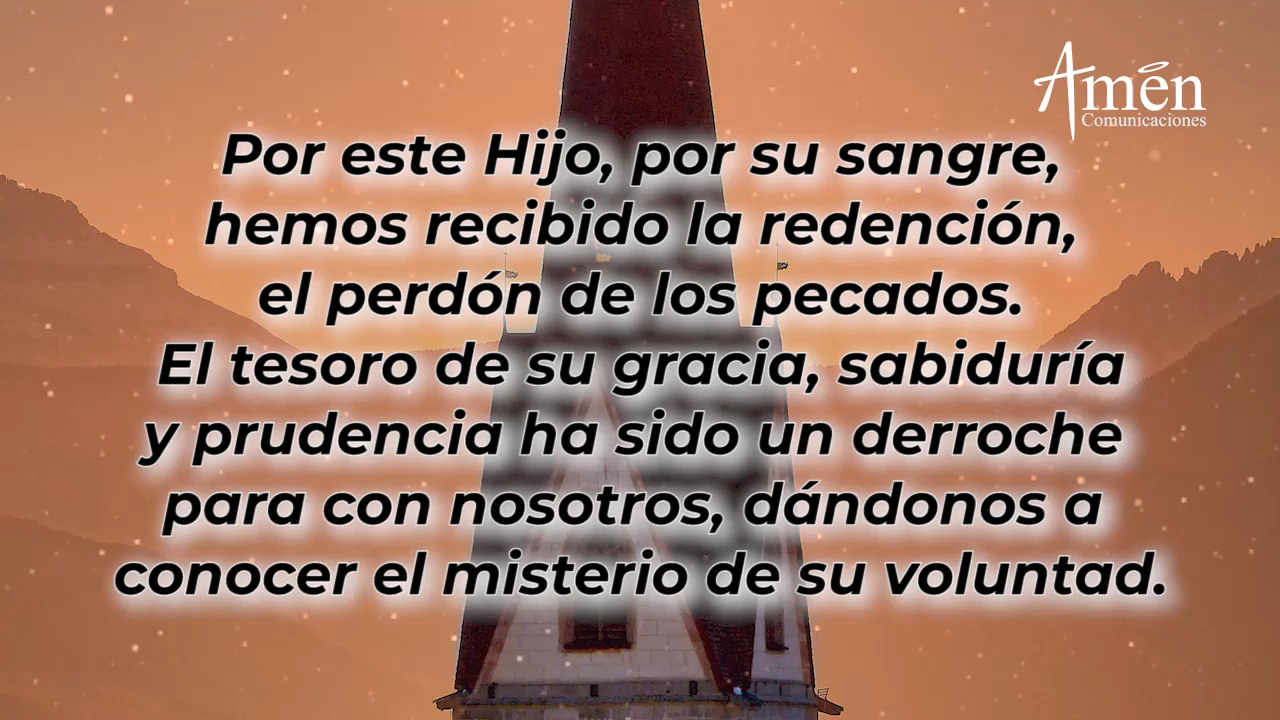 Amén
Comunicaciones
Por este Hijo, por su sangre,
hemos recibido la redención,
el perdón de los pecados.
El tesoro de su gracia, sabiduría
y prudencia ha sido un derroche
para con nosotros, dándonos a
conocer el misterio de su voluntad.